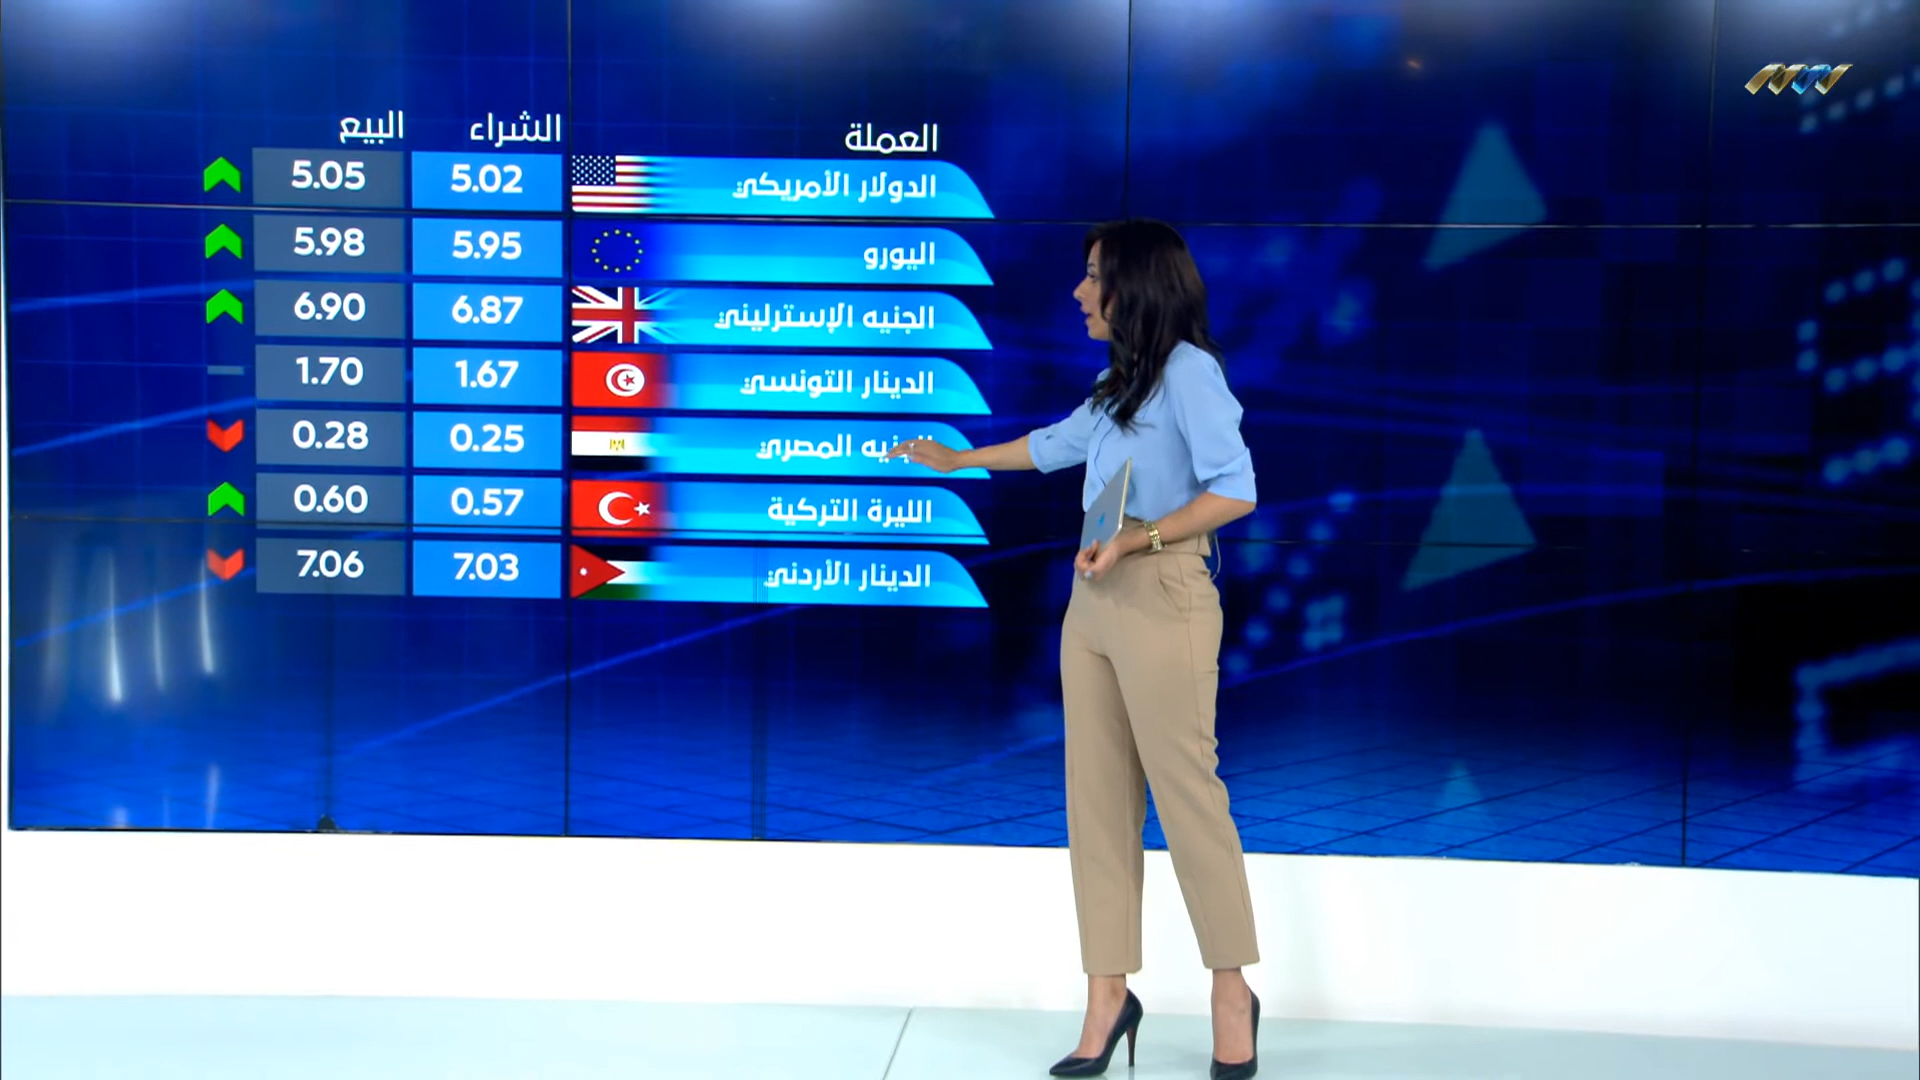 العملة الشراء البيع
الدولار الأمريكي 5.02 5.05
اليورو 5.95 5.98
الجنيه الإسترليني 6.87 6.90
الدينار التونسي 1.67 1.70
الجنيه المصري 0.25 0.28
الليرة التركية 0.57 0.60
الدينار الأردني 7.03 7.06